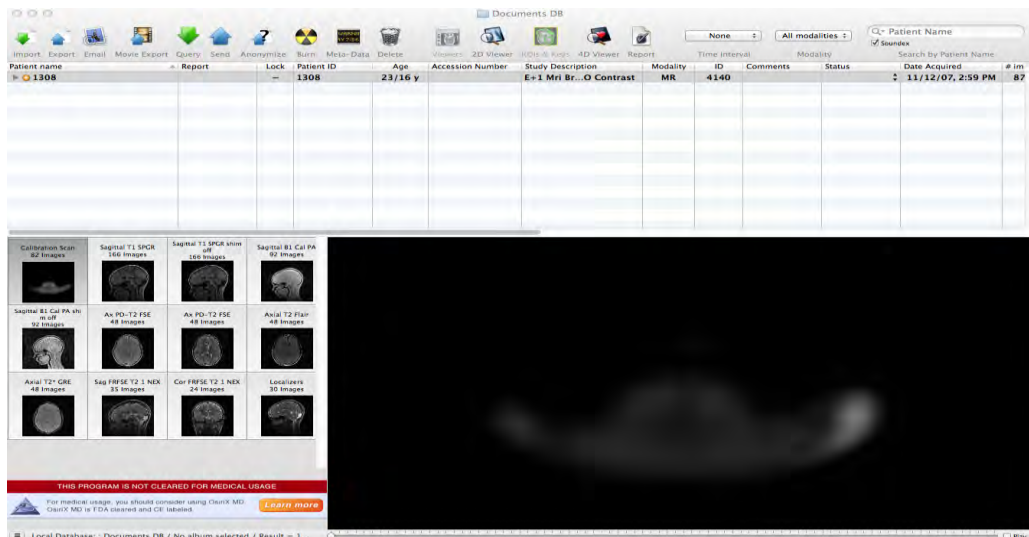 Documents DB
Import Export Email Movie Export Query Send Anonymize Burn Meta-Data Delete Viewers 2D Viewer ROIs & Keys 4D Viewer Report
None All modalities Patient Name
Soundex
Time Interval Modality Search by Patient Name
Patient name Report Lock Patient ID Age Accession Number Study Description Modality ID Comments Status Date Acquired # im
1308 – 1308 23/16 y E+1 Mri Br...O Contrast MR 4140 11/12/07, 2:59 PM 87
Calibration Scan
82 Images
Sagittal T1 SPGR
166 Images
Sagittal T1 SPGR shim
off
166 Images
Sagittal B1 Cal PA
92 Images
Sagittal B1 Cal PA shi
m off
92 Images
Ax PD-T2 FSE
48 Images
Ax PD-T2 FSE
48 Images
Axial T2 Flair
48 Images
Axial T2* GRE
48 Images
Sag FRFSE T2 1 NEX
35 Images
Cor FRFSE T2 1 NEX
24 Images
Localizers
30 Images
THIS PROGRAM IS NOT CLEARED FOR MEDICAL USAGE
For medical usage, you should consider using OsiriX MD.
OsiriX MD is FDA cleared and CE labeled.
Learn more
Local Database: : Documents DB / No album selected / Result = 1